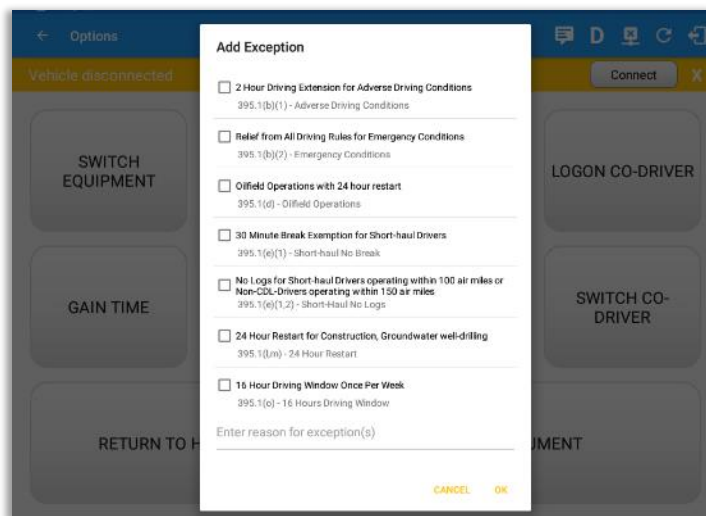 Options
Add Exception
D
Vehicle disconnected
Connect
X
2 Hour Driving Extension for Adverse Driving Conditions
395.1(b)(1) - Adverse Driving Conditions
Relief from All Driving Rules for Emergency Conditions
395.1(b)(2) - Emergency Conditions
Oilfield Operations with 24 hour restart
395.1(d) - Oilfield Operations
30 Minute Break Exemption for Short-haul Drivers
395.1(e)(1) - Short-haul No Break
No Logs for Short-haul Drivers operating within 100 air miles or
Non-CDL-Drivers operating within 150 air miles
395.1(e)(1,2) - Short-Haul No Logs
24 Hour Restart for Construction, Groundwater well-drilling
395.1(l,m) - 24 Hour Restart
16 Hour Driving Window Once Per Week
395.1(o) - 16 Hours Driving Window
Enter reason for exception(s)
CANCEL
OK
SWITCH
EQUIPMENT
LOGON CO-DRIVER
GAIN TIME
SWITCH CO-
DRIVER
RETURN TO H
UMENT